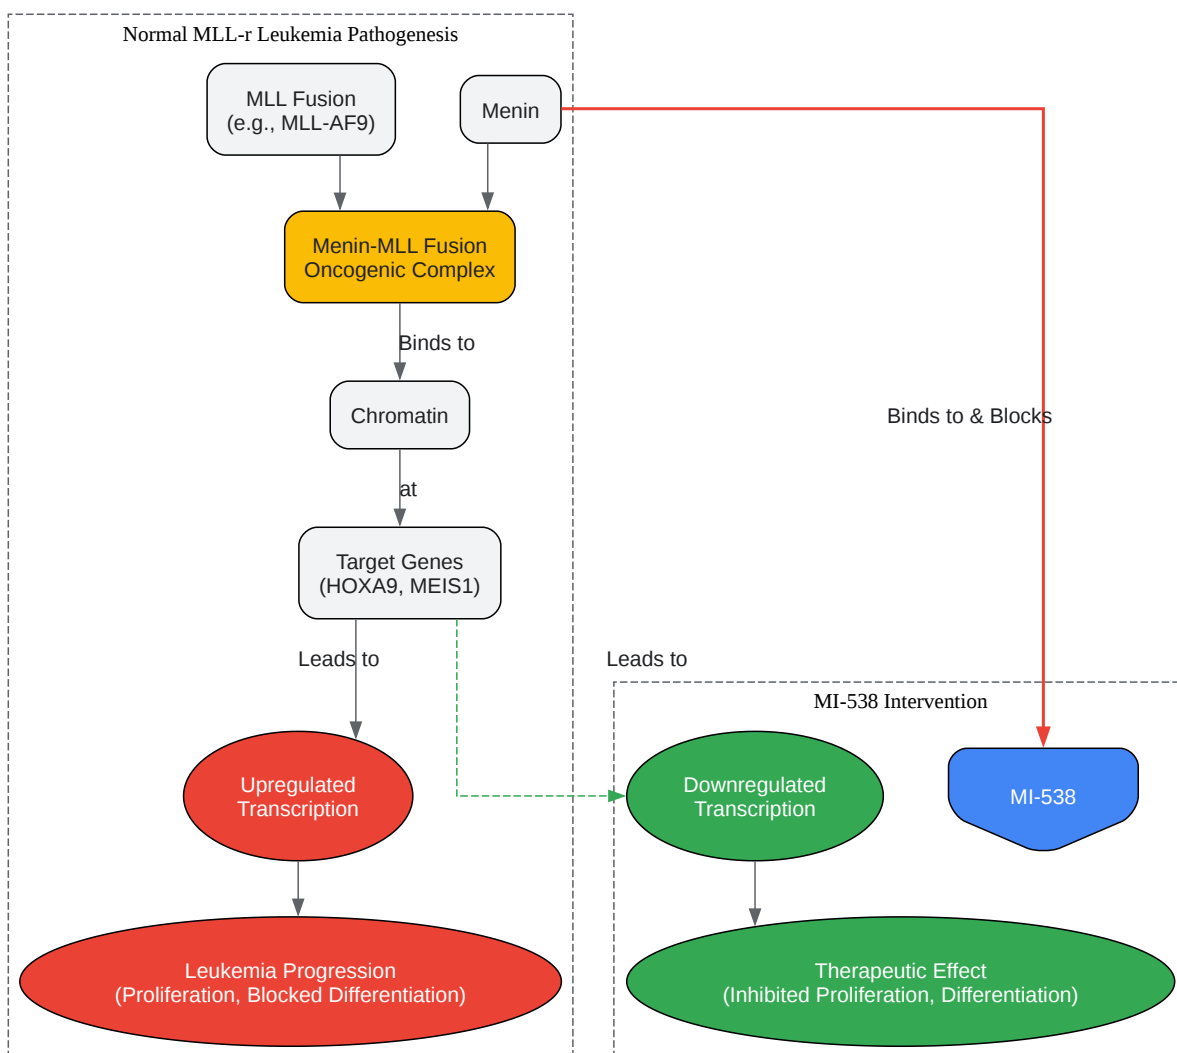 Normal MLL-r Leukemia Pathogenesis
MLL Fusion
(e.g., MLL-AF9)
Menin
Menin-MLL Fusion
Oncogenic Complex
Binds to
Chromatin
Binds to & Blocks
at
Target Genes
(HOXA9, MEIS1)
Leads to
Leads to
MI-538 Intervention
Upregulated
Transcription
Downregulated
Transcription
MI-538
Leukemia Progression
(Proliferation, Blocked Differentiation)
Therapeutic Effect
(Inhibited Proliferation, Differentiation)